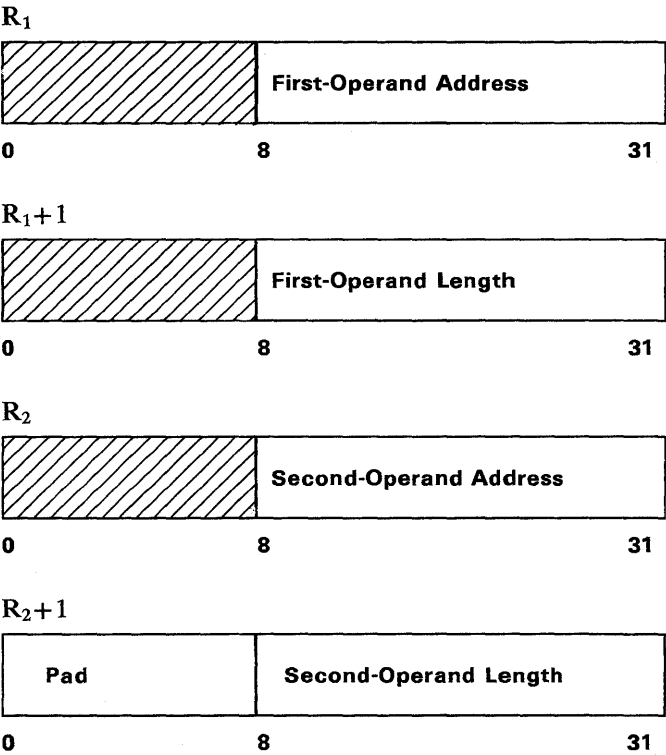 R₁
First-Operand Address
0 8 31
R₁+1
First-Operand Length
0 8 31
R₂
Second-Operand Address
0 8 31
R₂+1
Pad Second-Operand Length
0 8 31